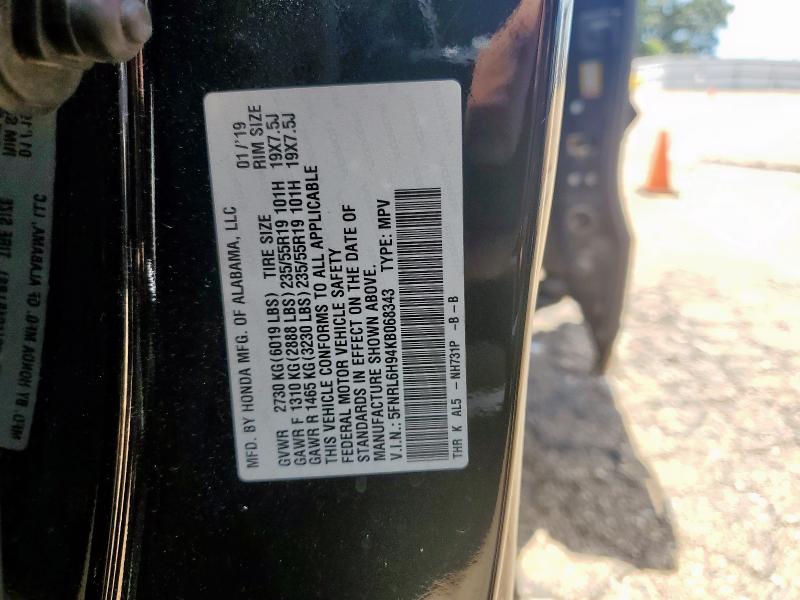 MFD. BY HONDA MFG. OF ALABAMA, LLC 01/'19
GVWR 2730 KG(6019 LBS) TIRE SIZE RIM SIZE
GAWR F 1310 KG(2888 LBS) 235/55R19 101H 19X7.5J
GAWR R 1465 KG(3230 LBS) 235/55R19 101H 19X7.5J
THIS VEHICLE CONFORMS TO ALL APPLICABLE
FEDERAL MOTOR VEHICLE SAFETY
STANDARDS IN EFFECT ON THE DATE OF
MANUFACTURE SHOWN ABOVE.
V.I.N.:5FNRL6H94KB068343 TYPE: MPV
THR K AL5 -NH731P -B -B